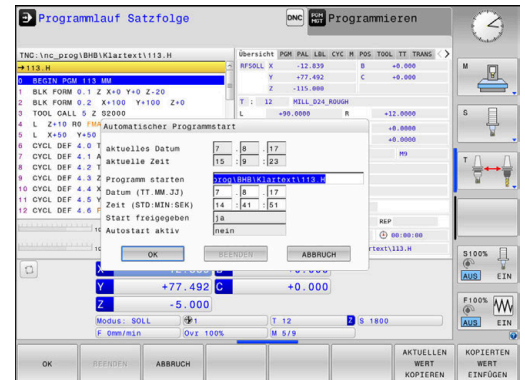 Programmlauf Satzfolge
DNC
PGM MGT
Programmieren
TNC:\nc_prog\BHB\Klartext\113.H
→113.H
0 BEGIN PGM 113 MM
1 BLK FORM 0.1 Z X+0 Y+0 Z-20
2 BLK FORM 0.2 X+100 Y+100 Z+0
3 TOOL CALL 5 Z S2000
4 L Z+10 R0 FMA
5 L X+50 Y+50
6 CYCL DEF 4.0 T
7 CYCL DEF 4.1 A
8 CYCL DEF 4.2 T
9 CYCL DEF 4.3 Z
10 CYCL DEF 4.4 X
11 CYCL DEF 4.5 Y
12 CYCL DEF 4.6 F
Übersicht PGM PAL LBL CYC M POS TOOL TT TRANS
RFSOLL X -12.839 B +0.000
Y +77.492 C +0.000
Z -115.000
T : 12 MILL_D24_ROUGH
L +90.0000 R +12.0000
+0.0000
+0.0000
M9
REP
00:00:00
rtext\113.H
Automatischer Programmstart
aktuelles Datum 7 . 8 . 17
aktuelle Zeit 15 : 9 : 23
Programm starten prog\BHB\Klartext\113.H
Datum (TT.MM.JJ) 7 . 8 . 17
Zeit (STD:MIN:SEK) 14 : 41 : 51
Start freigegeben ja
Autostart aktiv nein
OK BEENDEN ABBRUCH
X
Y +77.492 C +0.000
Z -5.000
Modus: SOLL 1 T 12 Z S 1800
F 0mm/min Ovr 100% M 5/9
M
S
T
S100%
AUS EIN
F100%
AUS EIN
OK
BEENDEN
ABBRUCH
AKTUELLEN WERT KOPIEREN
KOPIERTEN WERT EINFÜGEN